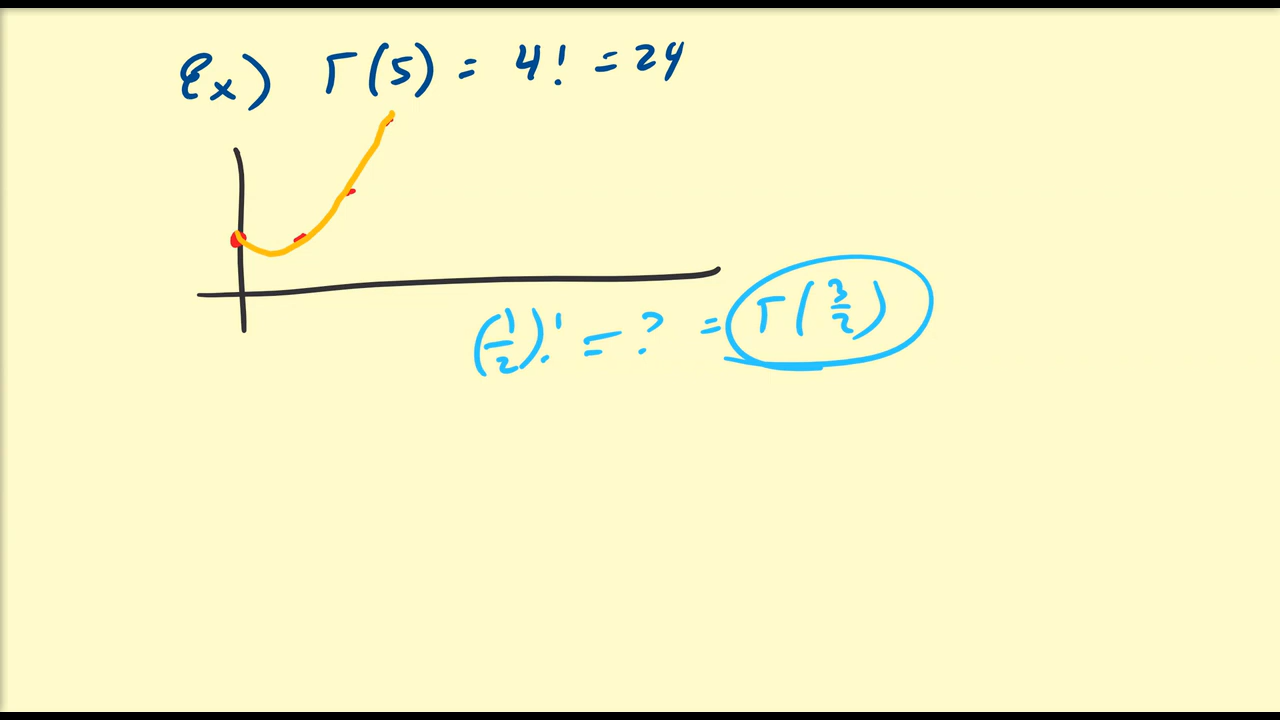 Ex) Γ(5) = 4! = 24
(1/2)! = ? = Γ(3/2)